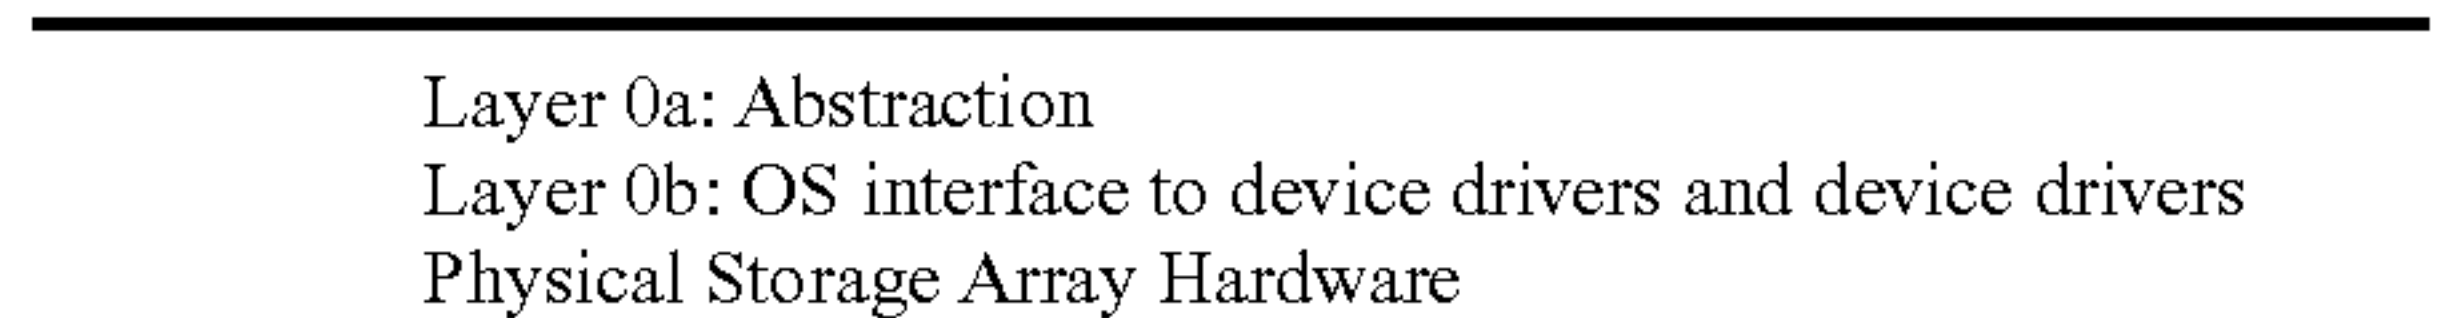 Layer 0a: Abstraction
Layer 0b: OS interface to device drivers and device drivers
Physical Storage Array Hardware